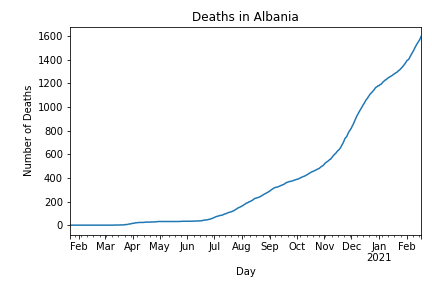 Deaths in Albania
Number of Deaths
1600
1400
1200
1000
800
600
400
200
0
Feb Mar Apr May Jun Jul Aug Sep Oct Nov Dec Jan Feb
2021
Day